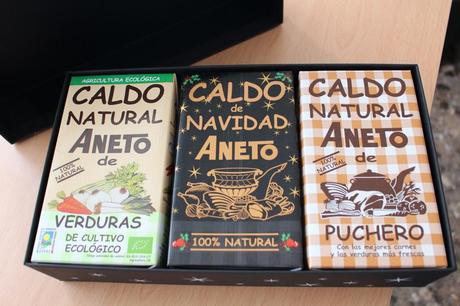 AGRICULTURA ECOLÓGICA
CALDO
NATURAL
ANETO
de
100%
NATURAL
VERDURAS
DE CULTIVO
ECOLÓGICO
CALDO
de
NAVIDAD
ANETO
100% NATURAL
CALDO
NATURAL
ANETO
de
100%
NATURAL
PUCHERO
Con las mejores carnes
y las verduras más frescas